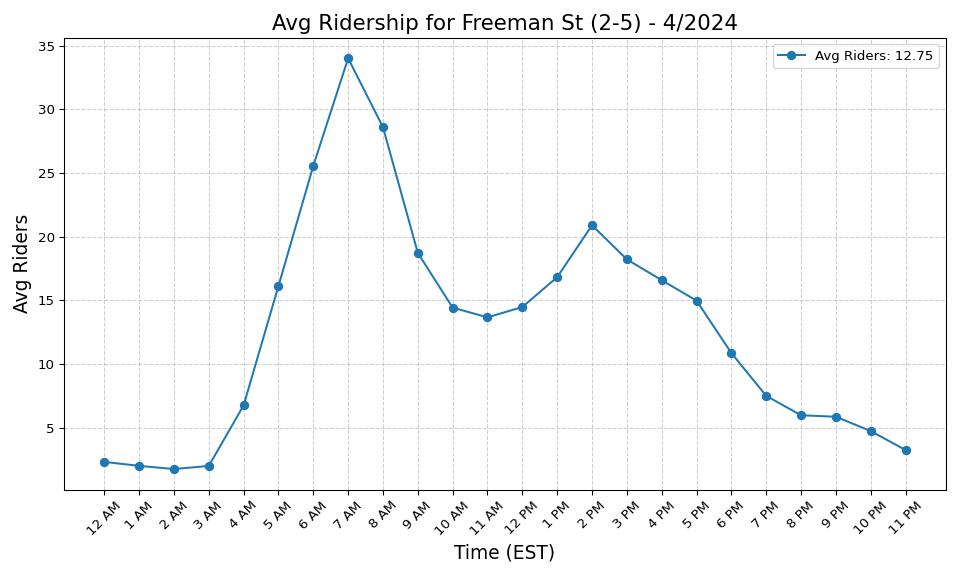 Avg Ridership for Freeman St (2-5) - 4/2024
Avg Riders: 12.75
Avg Riders
35
30
25
20
15
10
5
12 AM
1 AM
2 AM
3 AM
4 AM
5 AM
6 AM
7 AM
8 AM
9 AM
10 AM
11 AM
12 PM
1 PM
2 PM
3 PM
4 PM
5 PM
6 PM
7 PM
8 PM
9 PM
10 PM
11 PM
Time (EST)